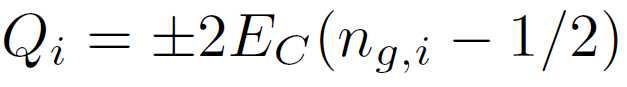 Q_i = ±2E_C(n_{g,i} − 1/2)